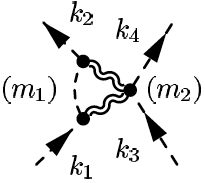 k₂ k₄
(m₁) (m₂)
k₁ k₃